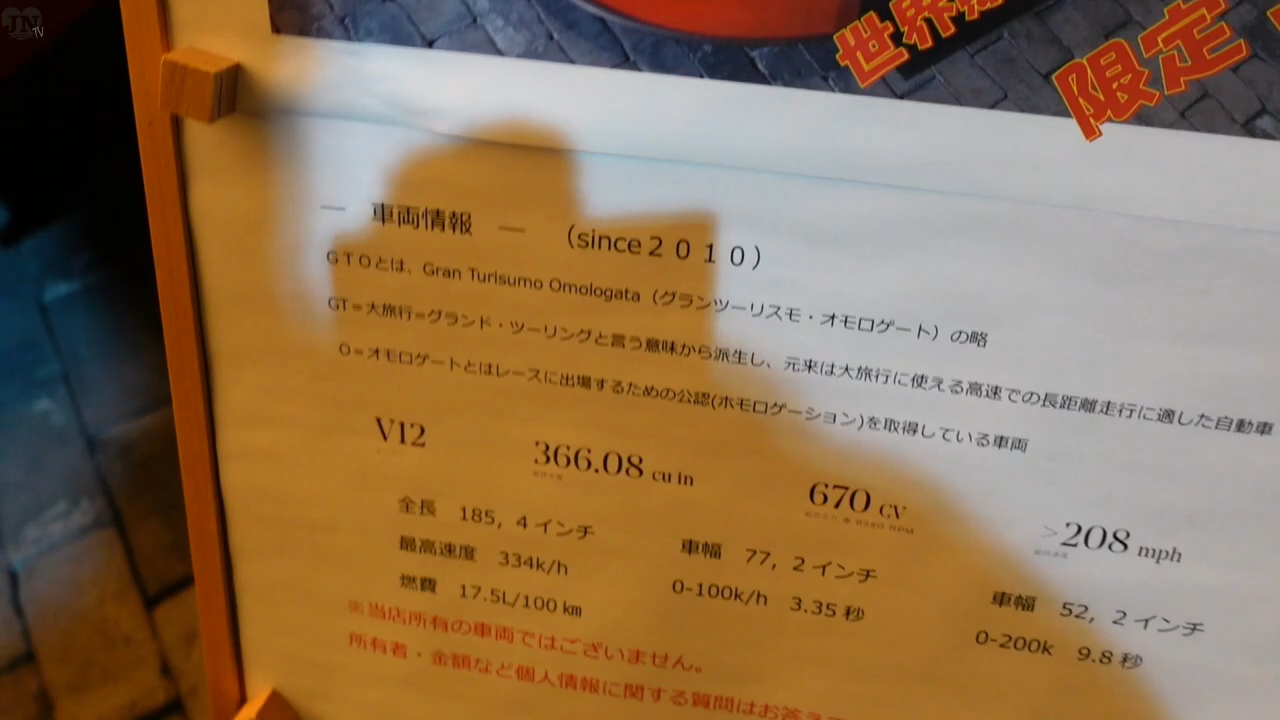 JN TV
世界
限定
― 車両情報 ― （since２０１０）
ＧＴＯとは、Gran Turisumo Omologata（グランツーリスモ・オモロゲート）の略
GT＝大旅行=グランド・ツーリングと言う意味から派生し、元来は大旅行に使える高速での長距離走行に適した自動車
O＝オモロゲートとはレースに出場するための公認(ホモロゲーション)を取得している車両
V12 366.08 cu in 670 CV >208 mph
全長 185，４インチ 車幅 77，２インチ 車幅 52，２インチ
最高速度 334k/h 0-100k/h 3.35 秒 0-200k 9.8 秒
燃費 17.5L/100㎞
※当店所有の車両ではございません。
所有者・金額など個人情報に関する質問はお答え